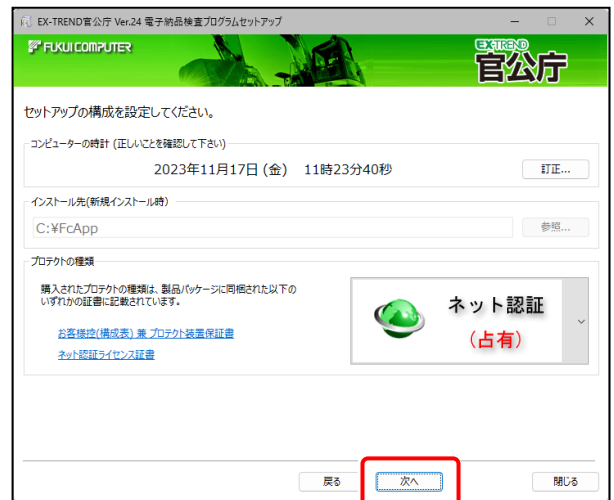 EX-TREND官公庁 Ver.24 電子納品検査プログラムセットアップ
FUKUI COMPUTER
EX-TREND
官公庁
セットアップの構成を設定してください。
コンピューターの時計 (正しいことを確認して下さい)
2023年11月17日 (金) 11時23分40秒
訂正...
インストール先(新規インストール時)
C:¥FcApp
参照...
プロテクトの種類
購入されたプロテクトの種類は、製品パッケージに同梱された以下の
いずれかの証書に記載されています。
お客様控(構成表) 兼 プロテクト装置保証書
ネット認証ライセンス証書
ネット認証
（占有）
戻る
次へ
閉じる